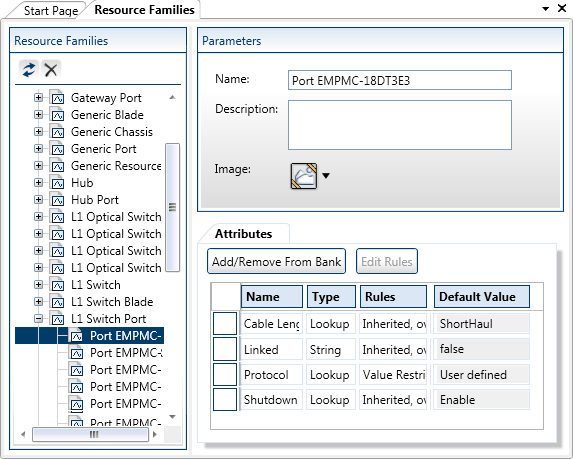 Start Page
Resource Families
Resource Families
Gateway Port
Generic Blade
Generic Chassis
Generic Port
Generic Resource
Hub
Hub Port
L1 Optical Switch
L1 Optical Switch
L1 Optical Switch
L1 Optical Switch
L1 Switch
L1 Switch Blade
L1 Switch Port
Port EMPMC-
Port EMPMC-
Port EMPMC-
Port EMPMC-
Port EMPMC-
Port EMPMC-
Parameters
Name:
Port EMPMC-18DT3E3
Description:
Image:
Attributes
Add/Remove From Bank
Edit Rules
Name Type Rules Default Value
Cable Leng Lookup Inherited, ov ShortHaul
Linked String Inherited, ov false
Protocol Lookup Value Restri User defined
Shutdown Lookup Inherited, ov Enable